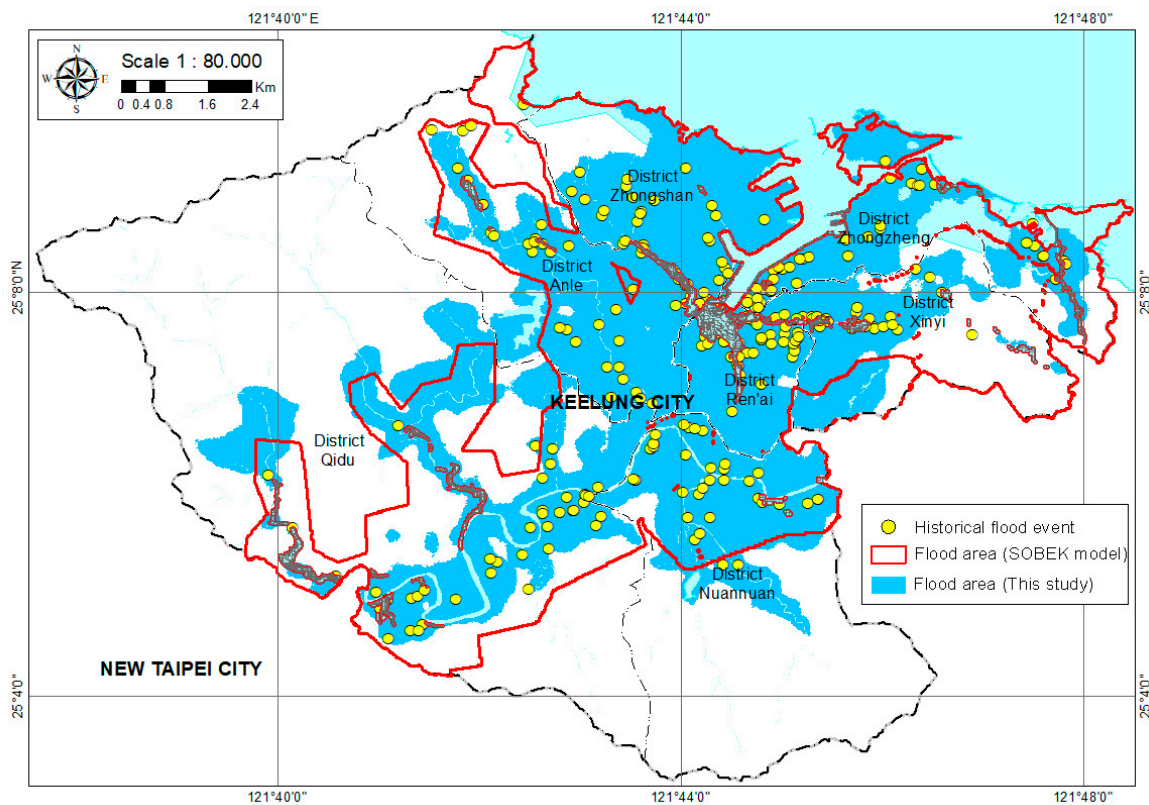 121°40'0" E
121°44'0"
121°48'0"
N
W
E
S
Scale 1 : 80.000
0 0.4 0.8 1.6 2.4
Km
District
Zhongshan
District
Zhongzheng
25°8'0"N
25°8'0"
District
Anle
District
Xinyi
District
Ren'ai
KEELUNG CITY
District
Qidu
Historical flood event
Flood area (SOBEK model)
Flood area (This study)
District
Nuannuan
NEW TAIPEI CITY
25°4'0"
25°4'0"
121°40'0"
121°44'0"
121°48'0"